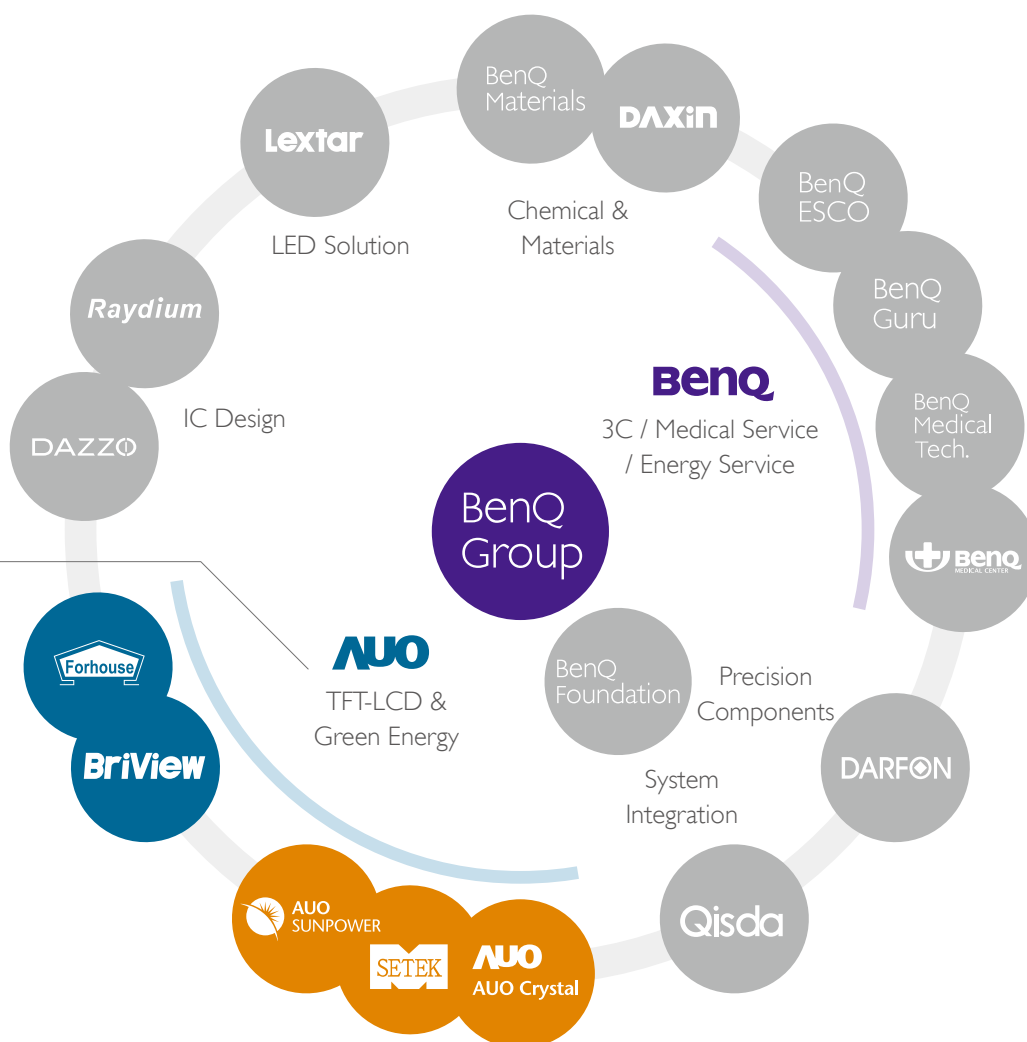 BenQ
Materials
DAXiN
Lextar
BenQ
ESCO
Chemical &
Materials
LED Solution
BenQ
Guru
Raydium
BenQ
3C / Medical Service
/ Energy Service
BenQ
Medical
Tech.
IC Design
DAZZO
BenQ
Group
BenQ
MEDICAL CENTER
Forhouse
AUO
TFT-LCD &
Green Energy
BenQ
Foundation
Precision
Components
BriView
DARFON
System
Integration
AUO
SUNPOWER
SETEK
AUO
AUO Crystal
Qisda